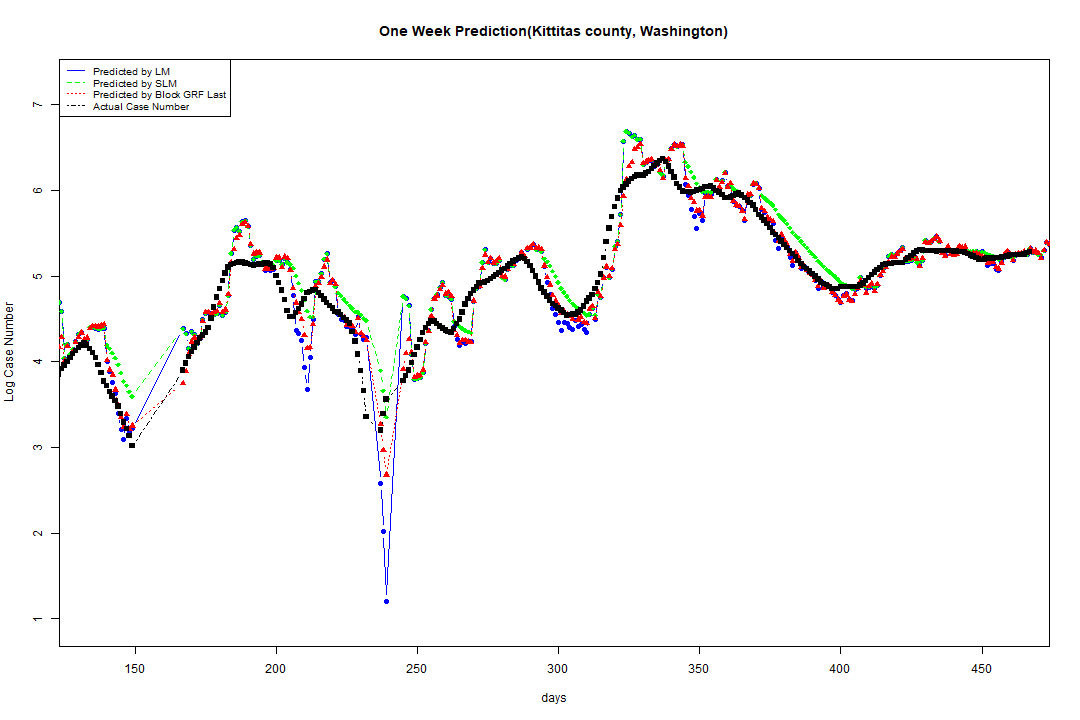 One Week Prediction(Kittitas county, Washington)
Predicted by LM
Predicted by SLM
Predicted by Block GRF Last
Actual Case Number
7
6
5
4
3
2
1
Log Case Number
150 200 250 300 350 400 450
days